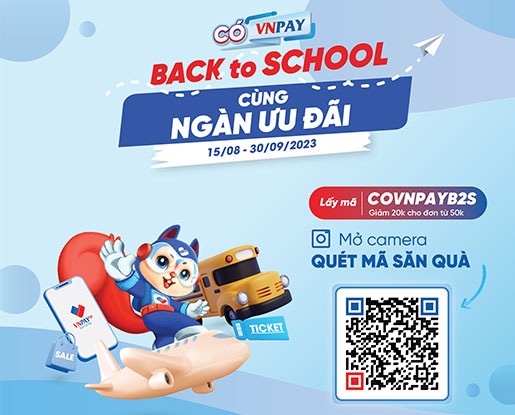 CÓ VNPAY
BACK to SCHOOL
CÙNG
NGÀN ƯU ĐÃI
15/08 - 30/09/2023
Lấy mã COVNPAYB2S
Giảm 20k cho đơn từ 50k
Mở camera
QUÉT MÃ SĂN QUÀ
VNPAY
SALE
TICKET